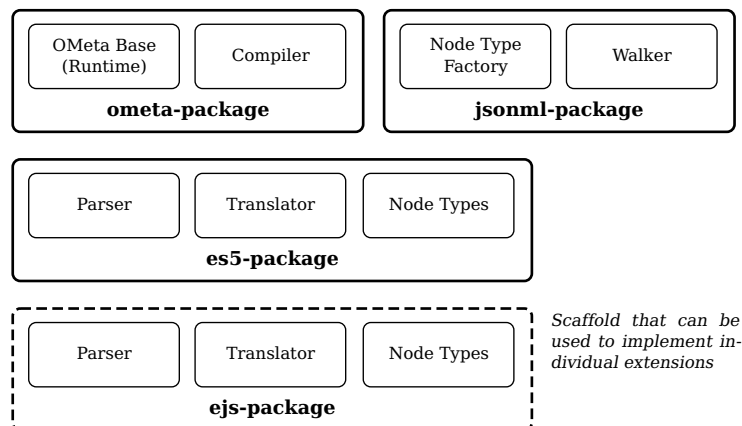 OMeta Base
(Runtime)
Compiler
ometa-package
Node Type
Factory
Walker
jsonml-package
Parser
Translator
Node Types
es5-package
Parser
Translator
Node Types
ejs-package
Scaffold that can be
used to implement in-
dividual extensions